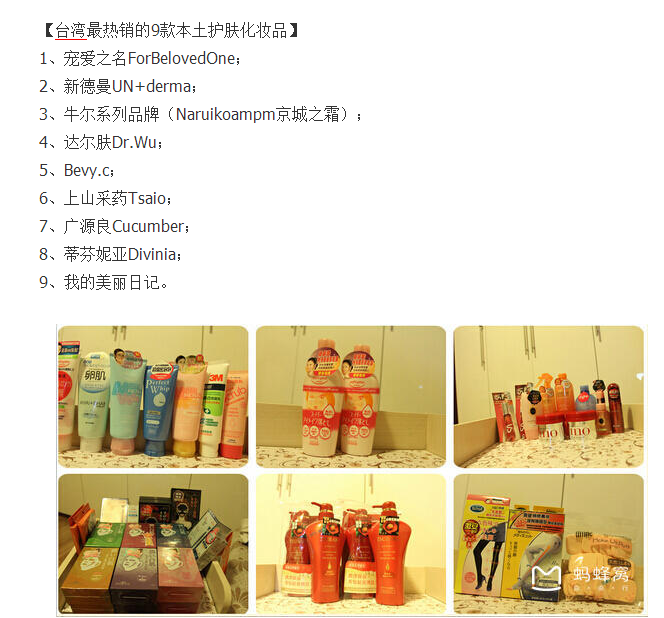 【台湾最热销的9款本土护肤化妆品】
1、宠爱之名ForBelovedOne；
2、新德曼UN+derma；
3、牛尔系列品牌（Naruikoampm京城之霜）；
4、达尔肤Dr.Wu；
5、Bevy.c；
6、上山采药Tsaio；
7、广源良Cucumber；
8、蒂芬妮亚Divinia；
9、我的美丽日记。
卵肌
Perfect Whip
3M
uno
蚂蜂窝